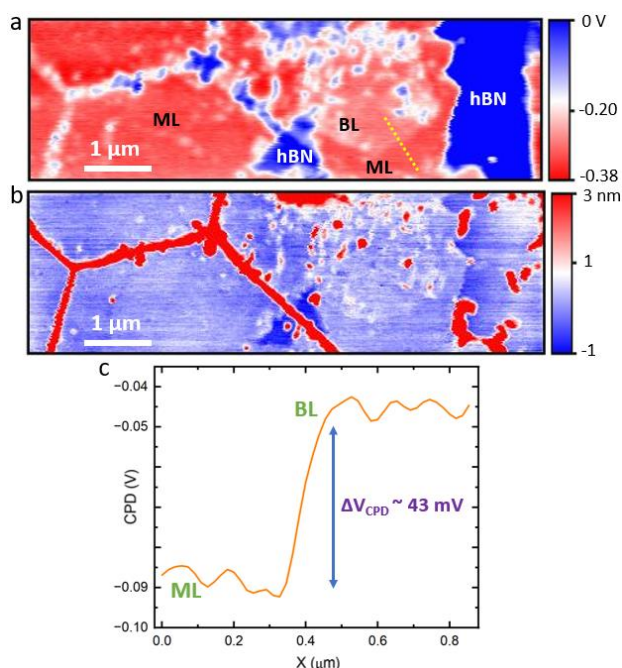 a
ML
BL
ML
hBN
hBN
1 µm
0 V
-0.20
-0.38
b
1 µm
3 nm
1
-1
c
-0.04
-0.05
-0.09
-0.10
CPD (V)
BL
ML
ΔV_CPD ~ 43 mV
0.0 0.2 0.4 0.6 0.8
X (µm)